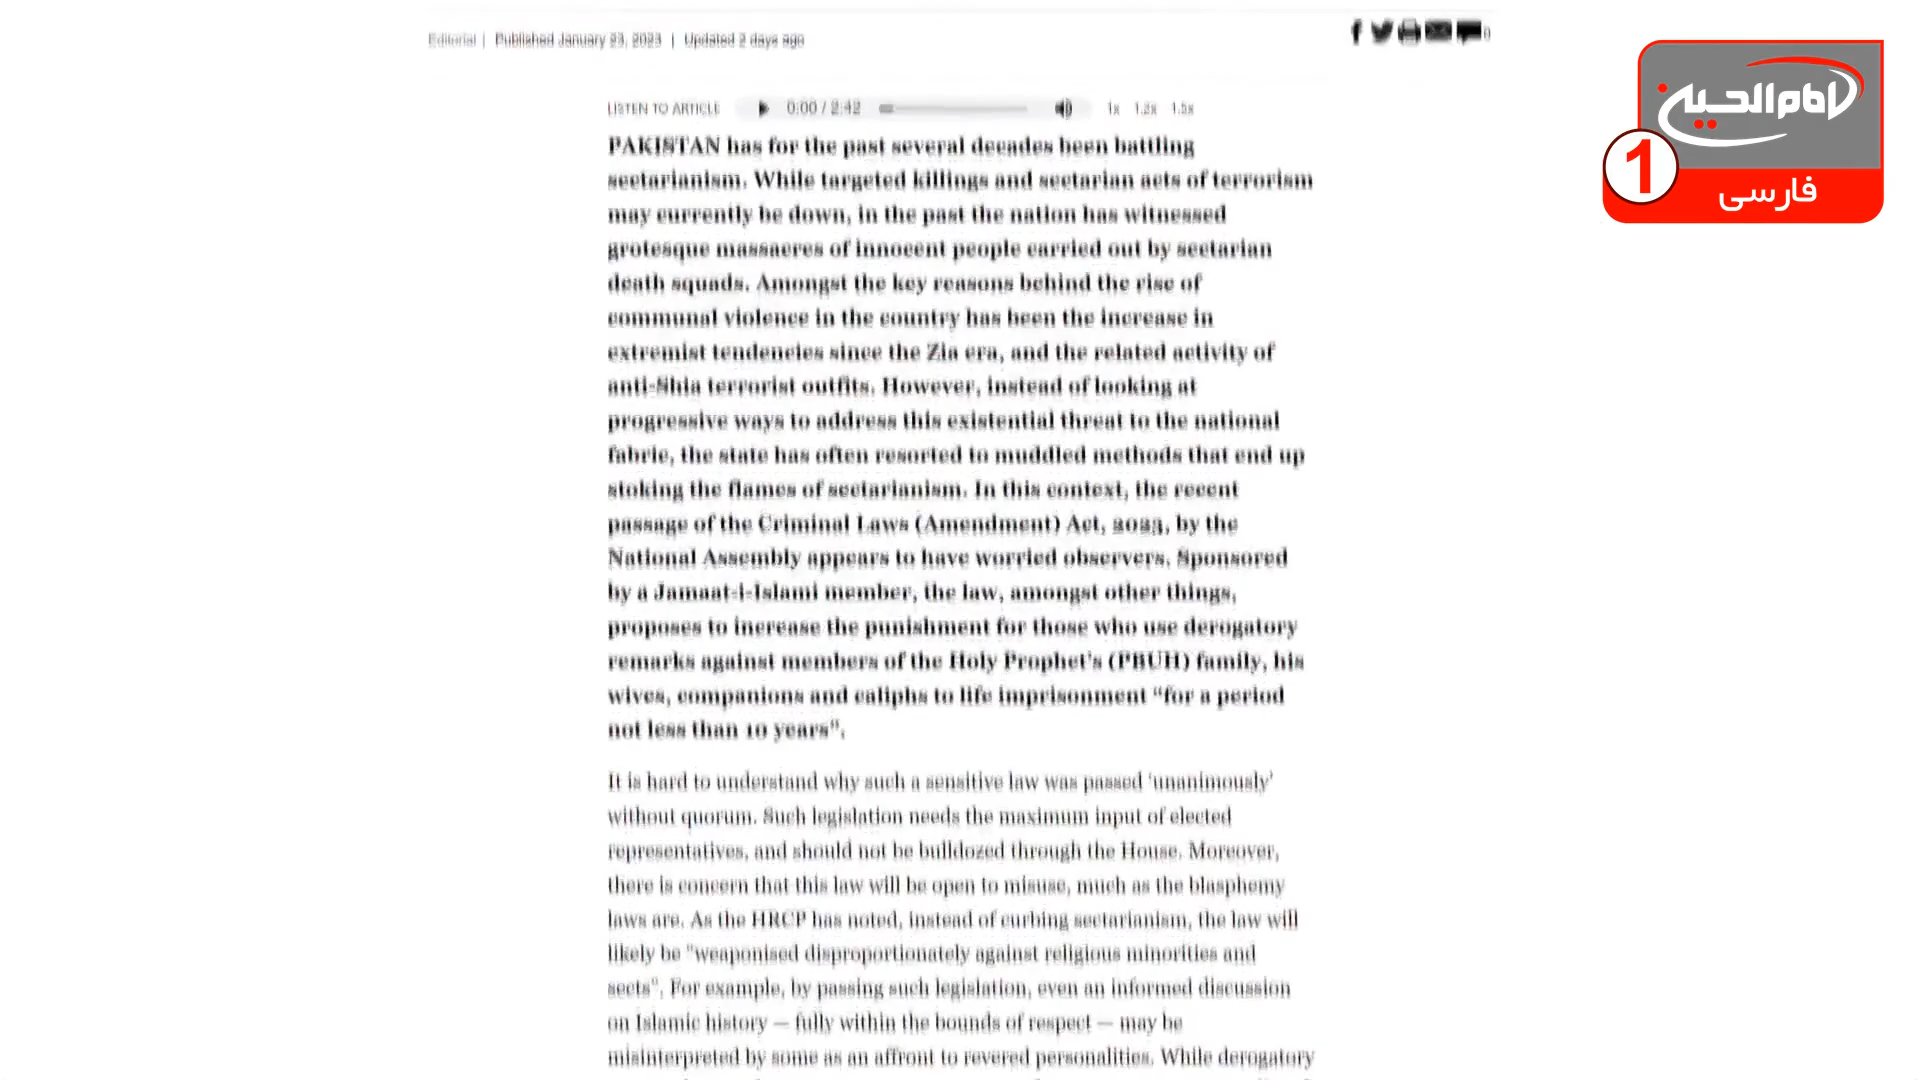 Editorial | Published January 23, 2023 | Updated 2 days ago
0
LISTEN TO ARTICLE 0:00 / 2:42 1x 1.2x 1.5x
امام الحسین
1
فارسی
PAKISTAN has for the past several decades been battling
sectarianism. While targeted killings and sectarian acts of terrorism
may currently be down, in the past the nation has witnessed
grotesque massacres of innocent people carried out by sectarian
death squads. Amongst the key reasons behind the rise of
communal violence in the country has been the increase in
extremist tendencies since the Zia era, and the related activity of
anti-Shia terrorist outfits. However, instead of looking at
progressive ways to address this existential threat to the national
fabric, the state has often resorted to muddled methods that end up
stoking the flames of sectarianism. In this context, the recent
passage of the Criminal Laws (Amendment) Act, 2023, by the
National Assembly appears to have worried observers. Sponsored
by a Jamaat-i-Islami member, the law, amongst other things,
proposes to increase the punishment for those who use derogatory
remarks against members of the Holy Prophet's (PBUH) family, his
wives, companions and caliphs to life imprisonment “for a period
not less than 10 years”.
It is hard to understand why such a sensitive law was passed ‘unanimously’
without quorum. Such legislation needs the maximum input of elected
representatives, and should not be bulldozed through the House. Moreover,
there is concern that this law will be open to misuse, much as the blasphemy
laws are. As the HRCP has noted, instead of curbing sectarianism, the law will
likely be “weaponised disproportionately against religious minorities and
sects”. For example, by passing such legislation, even an informed discussion
on Islamic history — fully within the bounds of respect — may be
misinterpreted by some as an affront to revered personalities. While derogatory